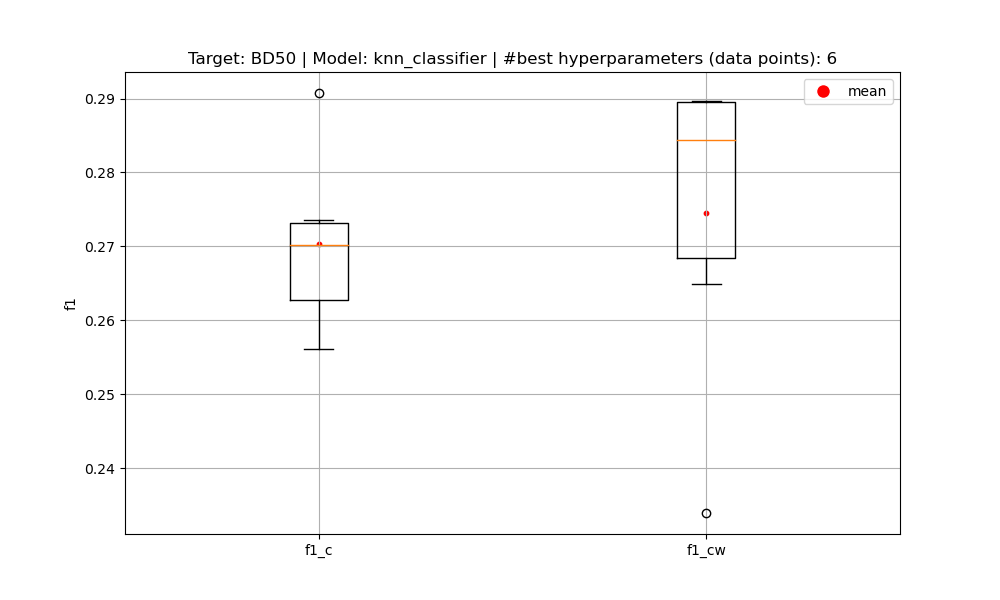 Target: BD50 | Model: knn_classifier | #best hyperparameters (data points): 6
mean
0.29
0.28
0.27
0.26
0.25
0.24
f1
f1_c
f1_cw